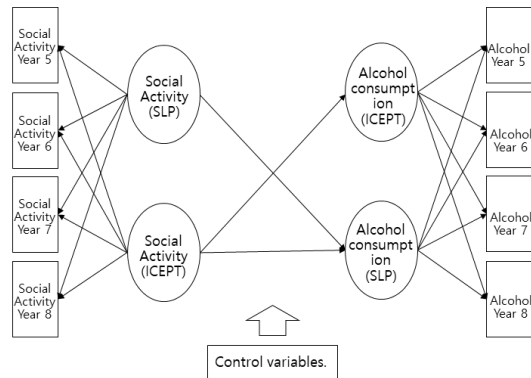 Social
Activity
Year 5
Social
Activity
Year 6
Social
Activity
Year 7
Social
Activity
Year 8
Social
Activity
(SLP)
Social
Activity
(ICEPT)
Alcohol
consumpt
ion
(ICEPT)
Alcohol
consumpt
ion
(SLP)
Alcohol
Year 5
Alcohol
Year 6
Alcohol
Year 7
Alcohol
Year 8
Control variables.